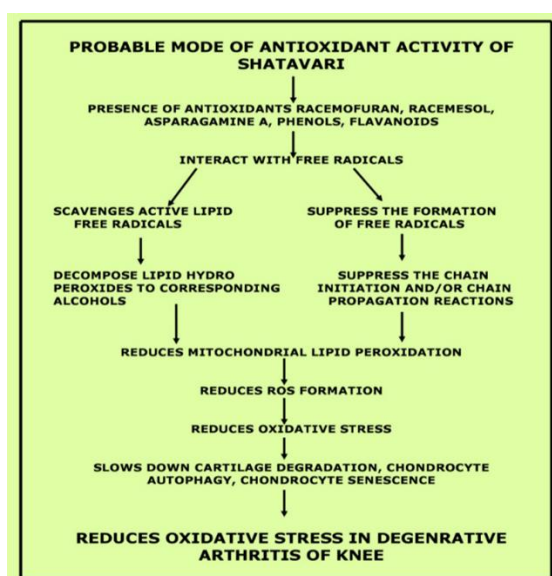 PROBABLE MODE OF ANTIOXIDANT ACTIVITY OF
SHATAVARI
PRESENCE OF ANTIOXIDANTS RACEMOFURAN, RACEMESOL,
ASPARAGAMINE A, PHENOLS, FLAVANOIDS
INTERACT WITH FREE RADICALS
SCAVENGES ACTIVE LIPID
FREE RADICALS
SUPPRESS THE FORMATION
OF FREE RADICALS
DECOMPOSE LIPID HYDRO
PEROXIDES TO CORRESPONDING
ALCOHOLS
SUPPRESS THE CHAIN
INITIATION AND/OR CHAIN
PROPAGATION REACTIONS
REDUCES MITOCHONDRIAL LIPID PEROXIDATION
REDUCES ROS FORMATION
REDUCES OXIDATIVE STRESS
SLOWS DOWN CARTILAGE DEGRADATION, CHONDROCYTE
AUTOPHAGY, CHONDROCYTE SENESCENCE
REDUCES OXIDATIVE STRESS IN DEGENRATIVE
ARTHRITIS OF KNEE